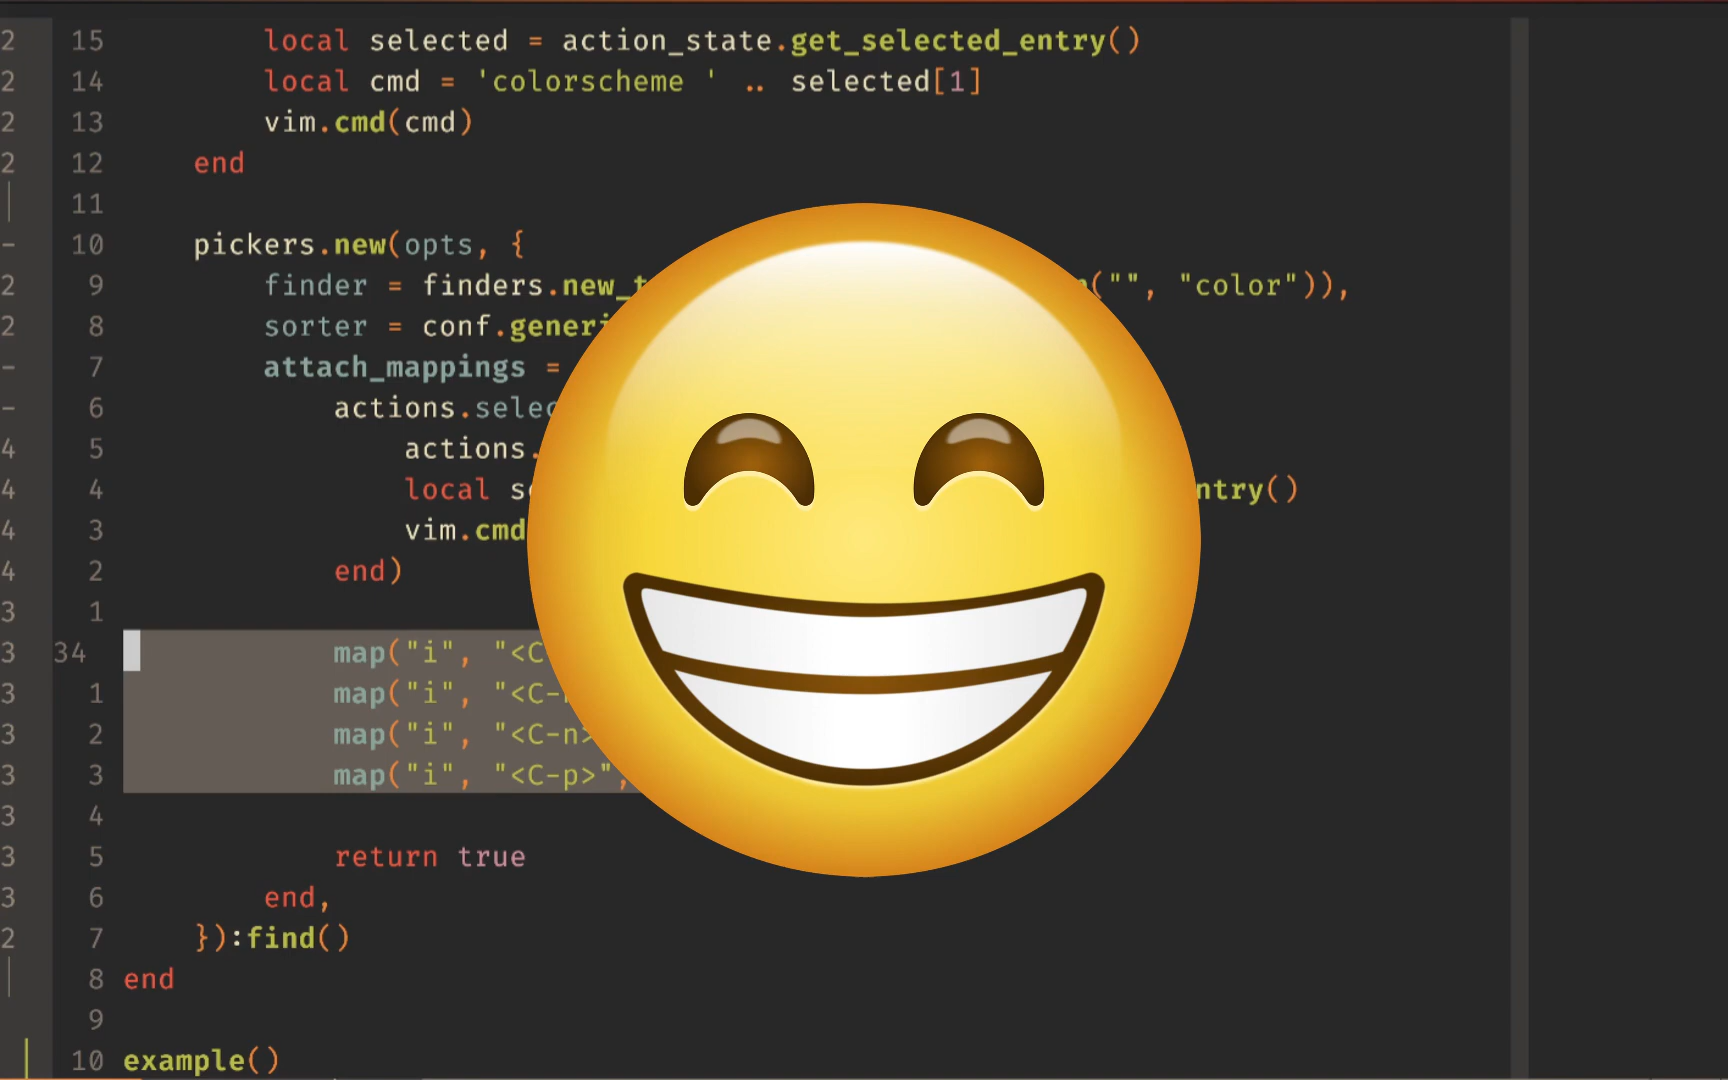 2 15 local selected = action_state.get_selected_entry()
2 14 local cmd = 'colorscheme ' .. selected[1]
2 13 vim.cmd(cmd)
2 12 end
11
- 10 pickers.new(opts, {
2 9 finder = finders.new_ ("", "color")),
2 8 sorter = conf.generi
- 7 attach_mappings =
- 6 actions.selec
4 5 actions.
4 4 local s ntry()
4 3 vim.cmd
4 2 end)
3 1
3 34 map("i", "<C
3 1 map("i", "<C-
3 2 map("i", "<C-n>
3 3 map("i", "<C-p>",
3 4
3 5 return true
3 6 end,
2 7 }):find()
8 end
9
10 example()